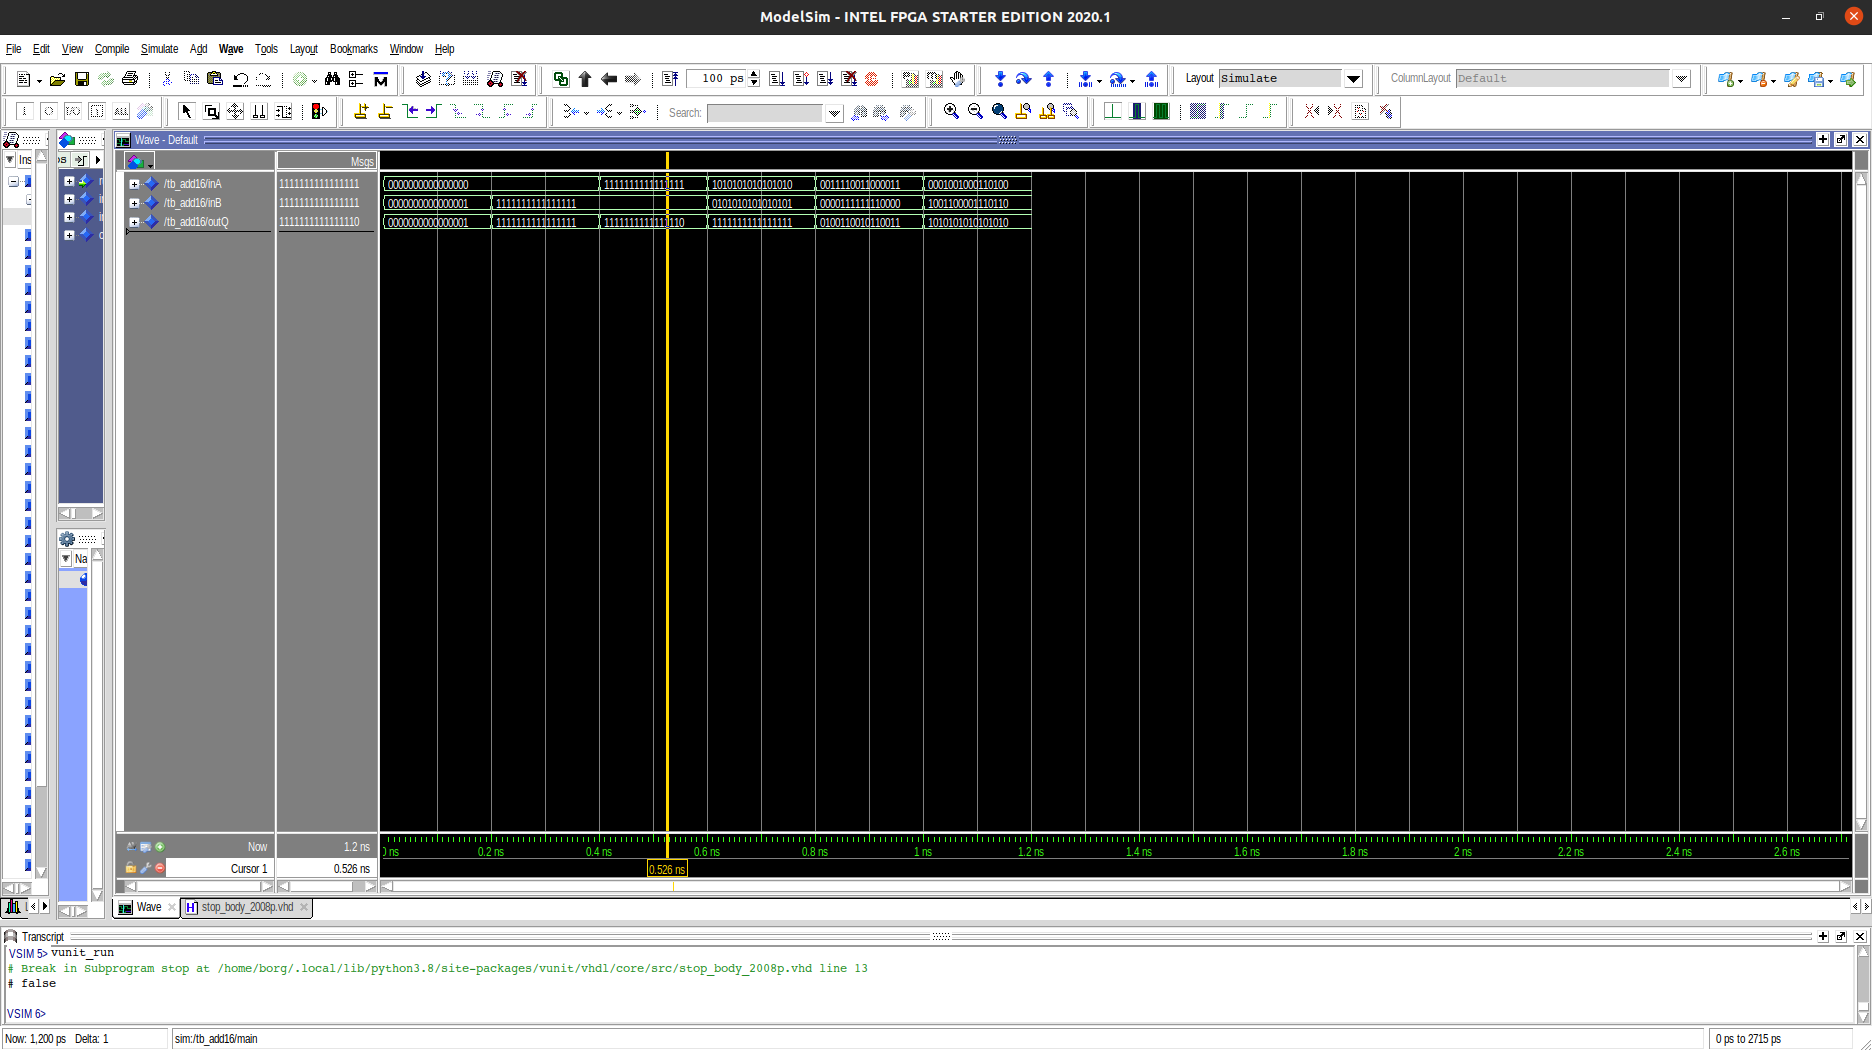 ModelSim - INTEL FPGA STARTER EDITION 2020.1
File Edit View Compile Simulate Add Wave Tools Layout Bookmarks Window Help
100 ps Layout Simulate ColumnLayout Default
Search:
Wave - Default
Ins
Msgs
/tb_add16/inA 1111111111111111 0000000000000000 1111111111111111 1010101010101010 0011110011000011 0001001000110100
/tb_add16/inB 1111111111111111 0000000000000001 1111111111111111 0101010101010101 0000111111110000 1001100001110110
/tb_add16/outQ 1111111111111110 0000000000000001 1111111111111111 1111111111111110 1111111111111111 0100110010110011 1010101010101010
Na
Now 1.2 ns 0 ns 0.2 ns 0.4 ns 0.6 ns 0.8 ns 1 ns 1.2 ns 1.4 ns 1.6 ns 1.8 ns 2 ns 2.2 ns 2.4 ns 2.6 ns
Cursor 1 0.526 ns 0.526 ns
Wave stop_body_2008p.vhd
Transcript
VSIM 5> vunit_run
# Break in Subprogram stop at /home/borg/.local/lib/python3.8/site-packages/vunit/vhdl/core/src/stop_body_2008p.vhd line 13
# false
VSIM 6>
Now: 1,200 ps Delta: 1 sim:/tb_add16/main 0 ps to 2715 ps